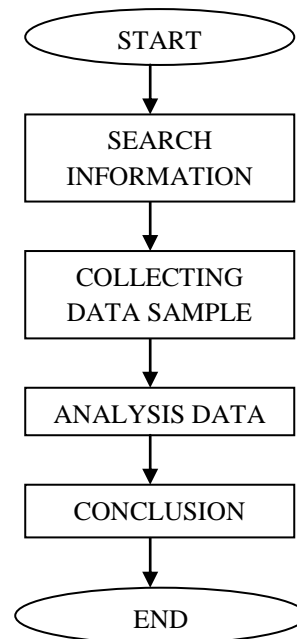 START
SEARCH
INFORMATION
COLLECTING
DATA SAMPLE
ANALYSIS DATA
CONCLUSION
END